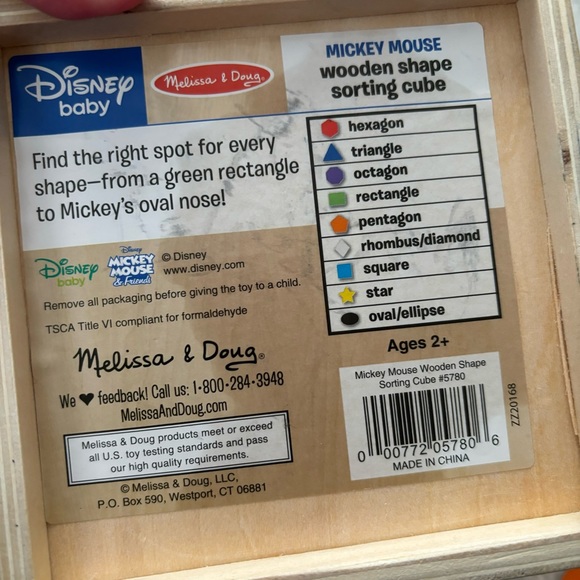 Disney
baby
Melissa & Doug®
MICKEY MOUSE
wooden shape
sorting cube
Find the right spot for every
shape—from a green rectangle
to Mickey's oval nose!
hexagon
triangle
octagon
rectangle
pentagon
rhombus/diamond
square
star
oval/ellipse
Disney
baby
Disney
MICKEY
MOUSE
& Friends
© Disney
www.disney.com
Remove all packaging before giving the toy to a child.
TSCA Title VI compliant for formaldehyde
Melissa & Doug®
We ♥ feedback! Call us: 1-800-284-3948
MelissaAndDoug.com
Melissa & Doug products meet or exceed
all U.S. toy testing standards and pass
our high quality requirements.
© Melissa & Doug, LLC,
P.O. Box 590, Westport, CT 06881
Ages 2+
Mickey Mouse Wooden Shape
Sorting Cube #5780
0 00772 05780 6
MADE IN CHINA
ZZ20168